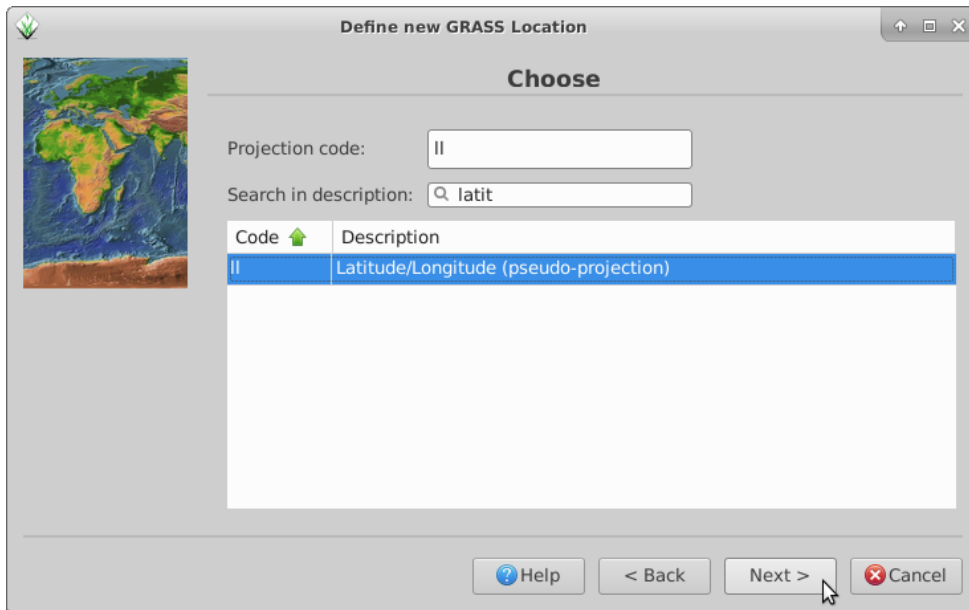 Define new GRASS Location
Choose
Projection code: ll
Search in description: latit
Code Description
ll Latitude/Longitude (pseudo-projection)
Help < Back Next > Cancel